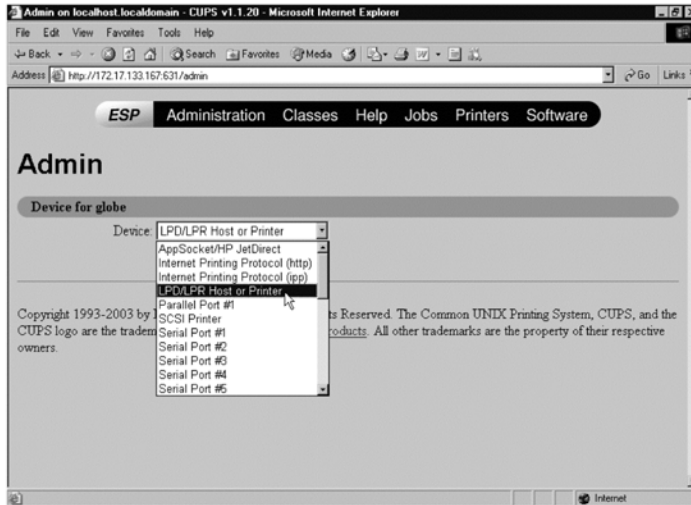 Admin on localhost.localdomain - CUPS v1.1.20 - Microsoft Internet Explorer
File Edit View Favorites Tools Help
Back Search Favorites Media
Address http://172.17.133.167:631/admin Go Links
ESP Administration Classes Help Jobs Printers Software
Admin
Device for globe
Device: LPD/LPR Host or Printer
AppSocket/HP JetDirect
Internet Printing Protocol (http)
Internet Printing Protocol (ipp)
LPD/LPR Host or Printer
Parallel Port #1
SCSI Printer
Serial Port #1
Serial Port #2
Serial Port #3
Serial Port #4
Serial Port #5
Copyright 1993-2003 by ts Reserved. The Common UNIX Printing System, CUPS, and the
CUPS logo are the tradem roducts. All other trademarks are the property of their respective
owners.
Internet